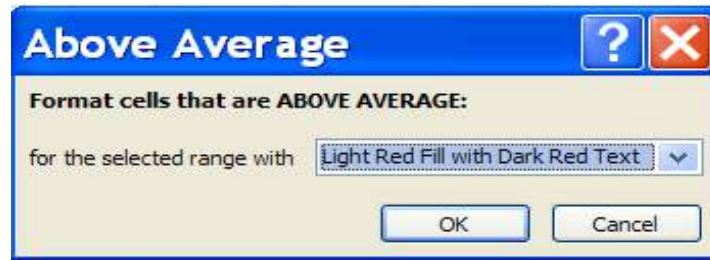 Above Average
Format cells that are ABOVE AVERAGE:
for the selected range with Light Red Fill with Dark Red Text
OK Cancel